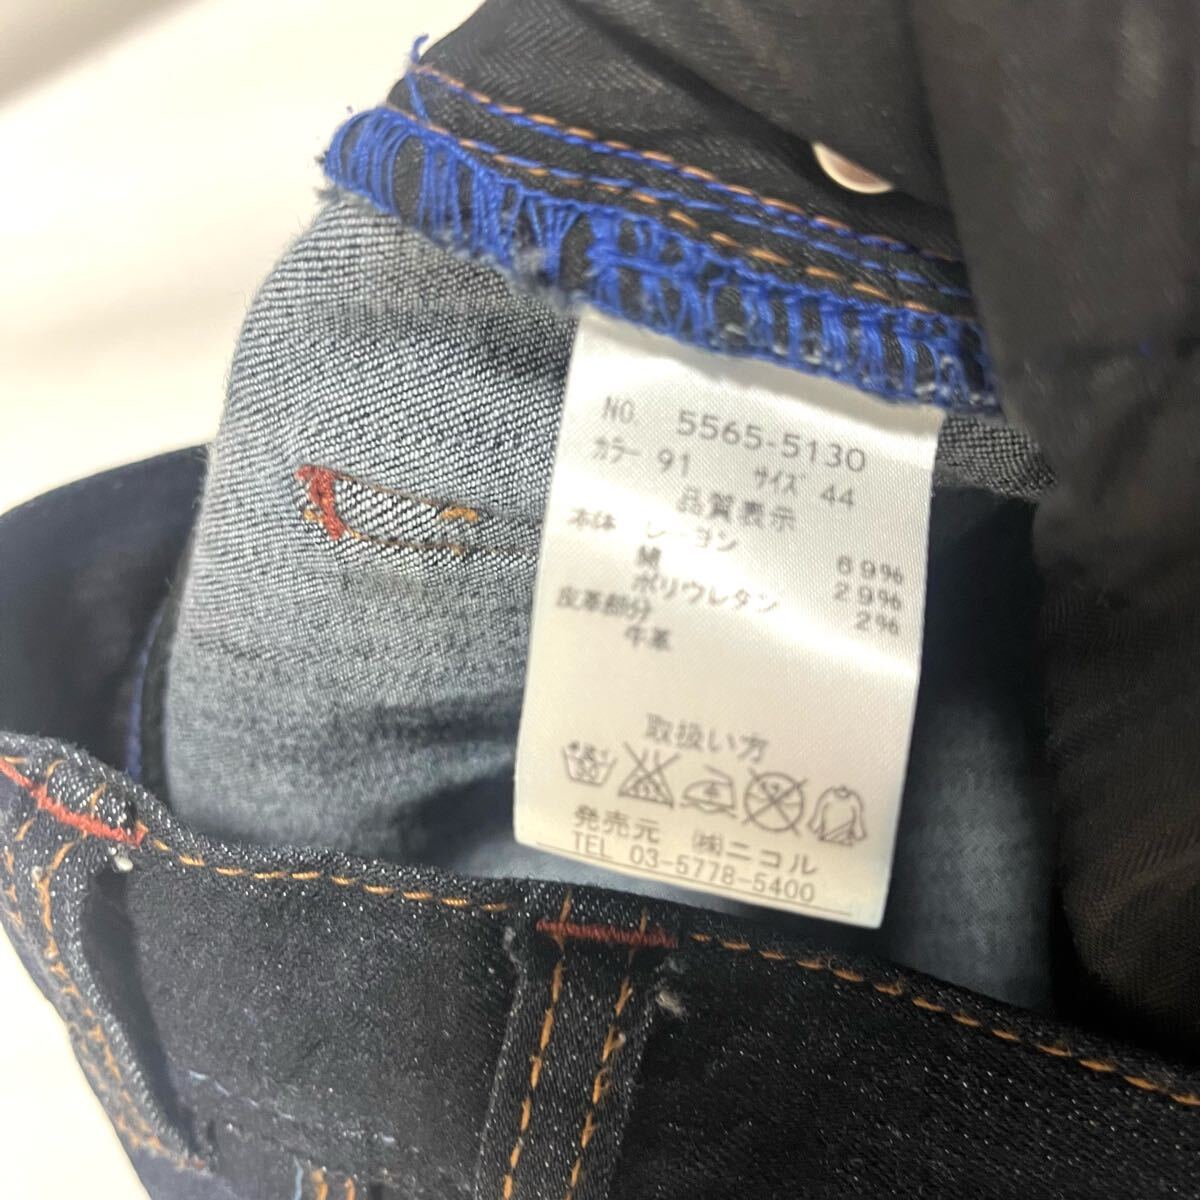 NO. 5565-5130
カラー 91 サイズ 44
品質表示
本体 レーヨン 69%
綿 29%
ポリウレタン 2%
皮革部分
牛革
取扱い方
発売元 ㈱ニコル
TEL 03-5778-5400